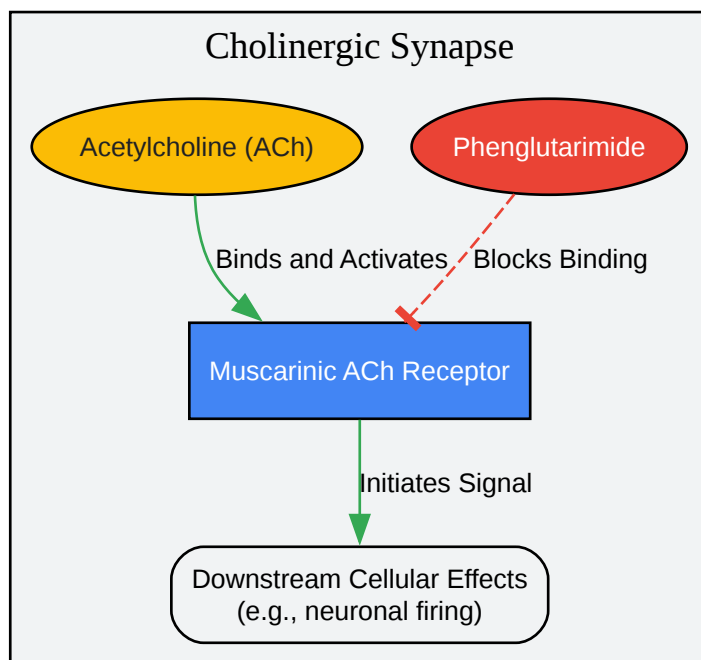 Cholinergic Synapse
Acetylcholine (ACh)
Phenglutarimide
Binds and Activates
Blocks Binding
Muscarinic ACh Receptor
Initiates Signal
Downstream Cellular Effects
(e.g., neuronal firing)